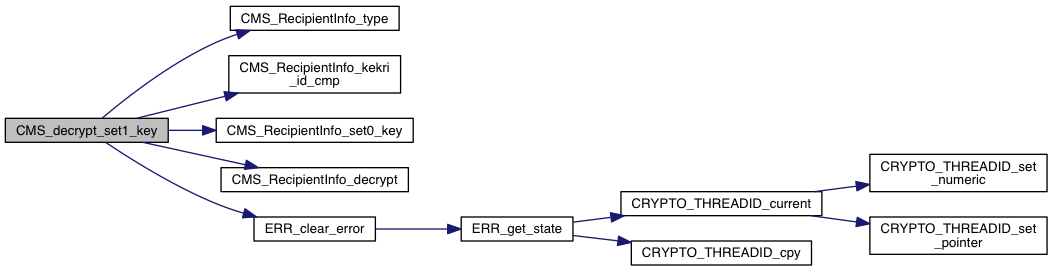 CMS_RecipientInfo_type
CMS_RecipientInfo_kekri
_id_cmp
CMS_decrypt_set1_key
CMS_RecipientInfo_set0_key
CMS_RecipientInfo_decrypt
ERR_clear_error
ERR_get_state
CRYPTO_THREADID_current
CRYPTO_THREADID_cpy
CRYPTO_THREADID_set
_numeric
CRYPTO_THREADID_set
_pointer